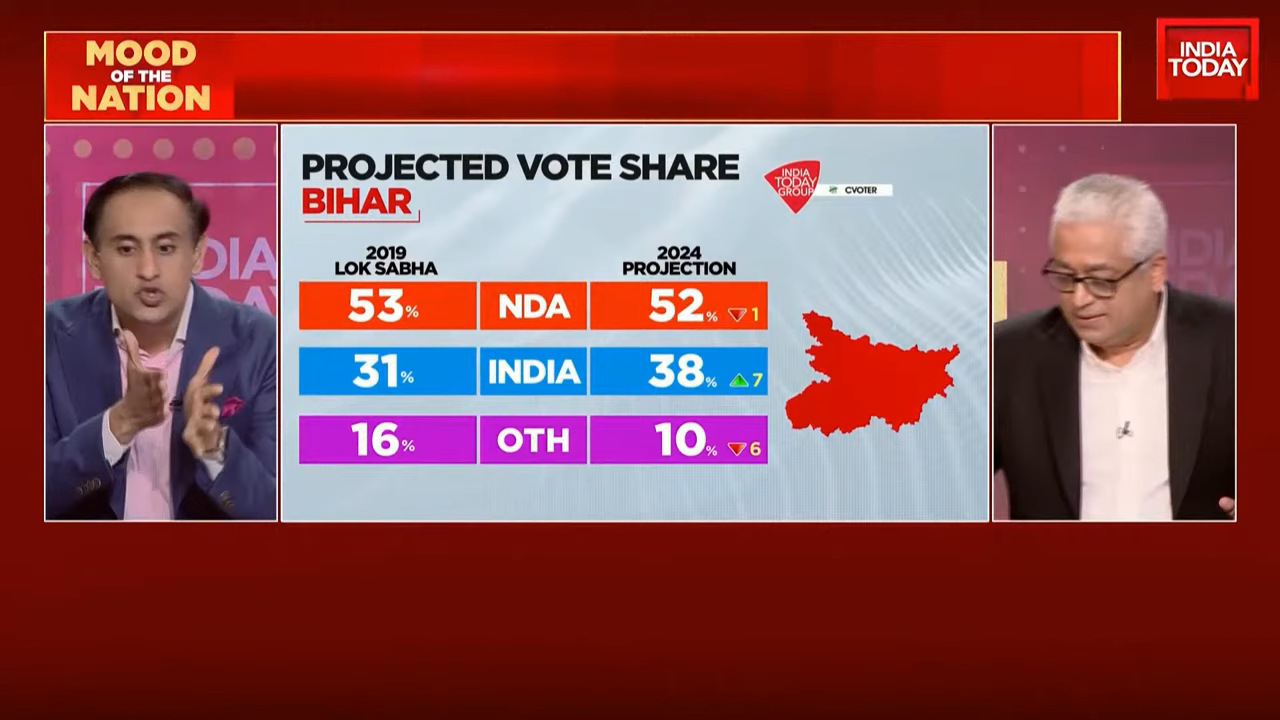 MOOD
OF THE
NATION
INDIA
TODAY
PROJECTED VOTE SHARE
BIHAR
INDIA
TODAY
GROUP
CVOTER
2019
LOK SABHA
2024
PROJECTION
53%
NDA
52%
1
31%
INDIA
38%
7
16%
OTH
10%
6